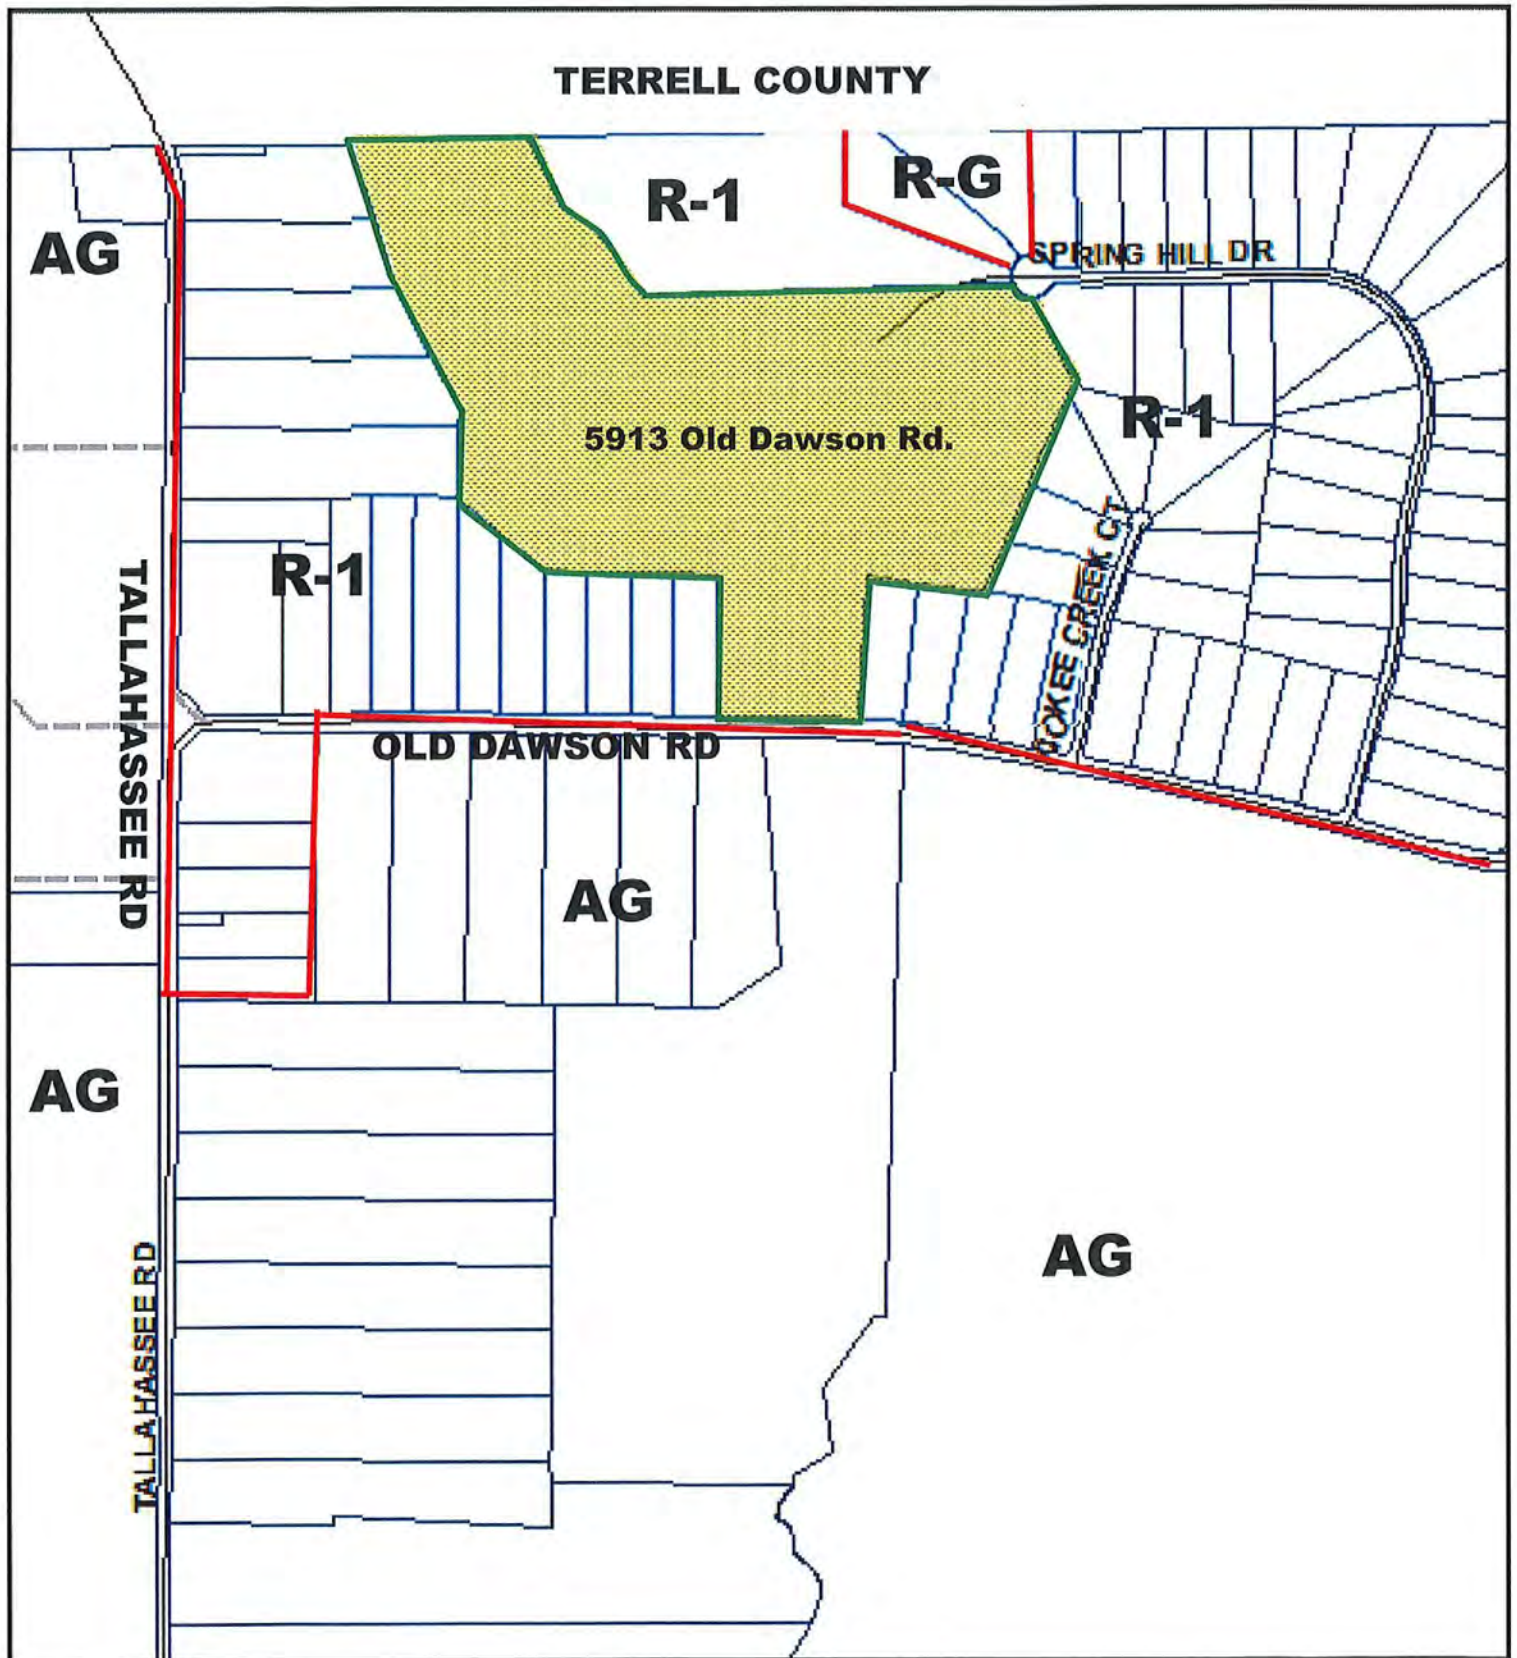 TERRELL COUNTY
R-G
R-1
AG
SPRING HILL DR
R-1
5913 Old Dawson Rd.
R-1
TALLAHASSEE RD
CREEK CT
OLD DAWSON RD
AG
AG
AG
TALLAHASSEE RD